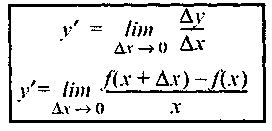 y' = lim Δx→0 Δy/Δx
y' = lim Δx→0 f(x + Δx) – f(x)/x